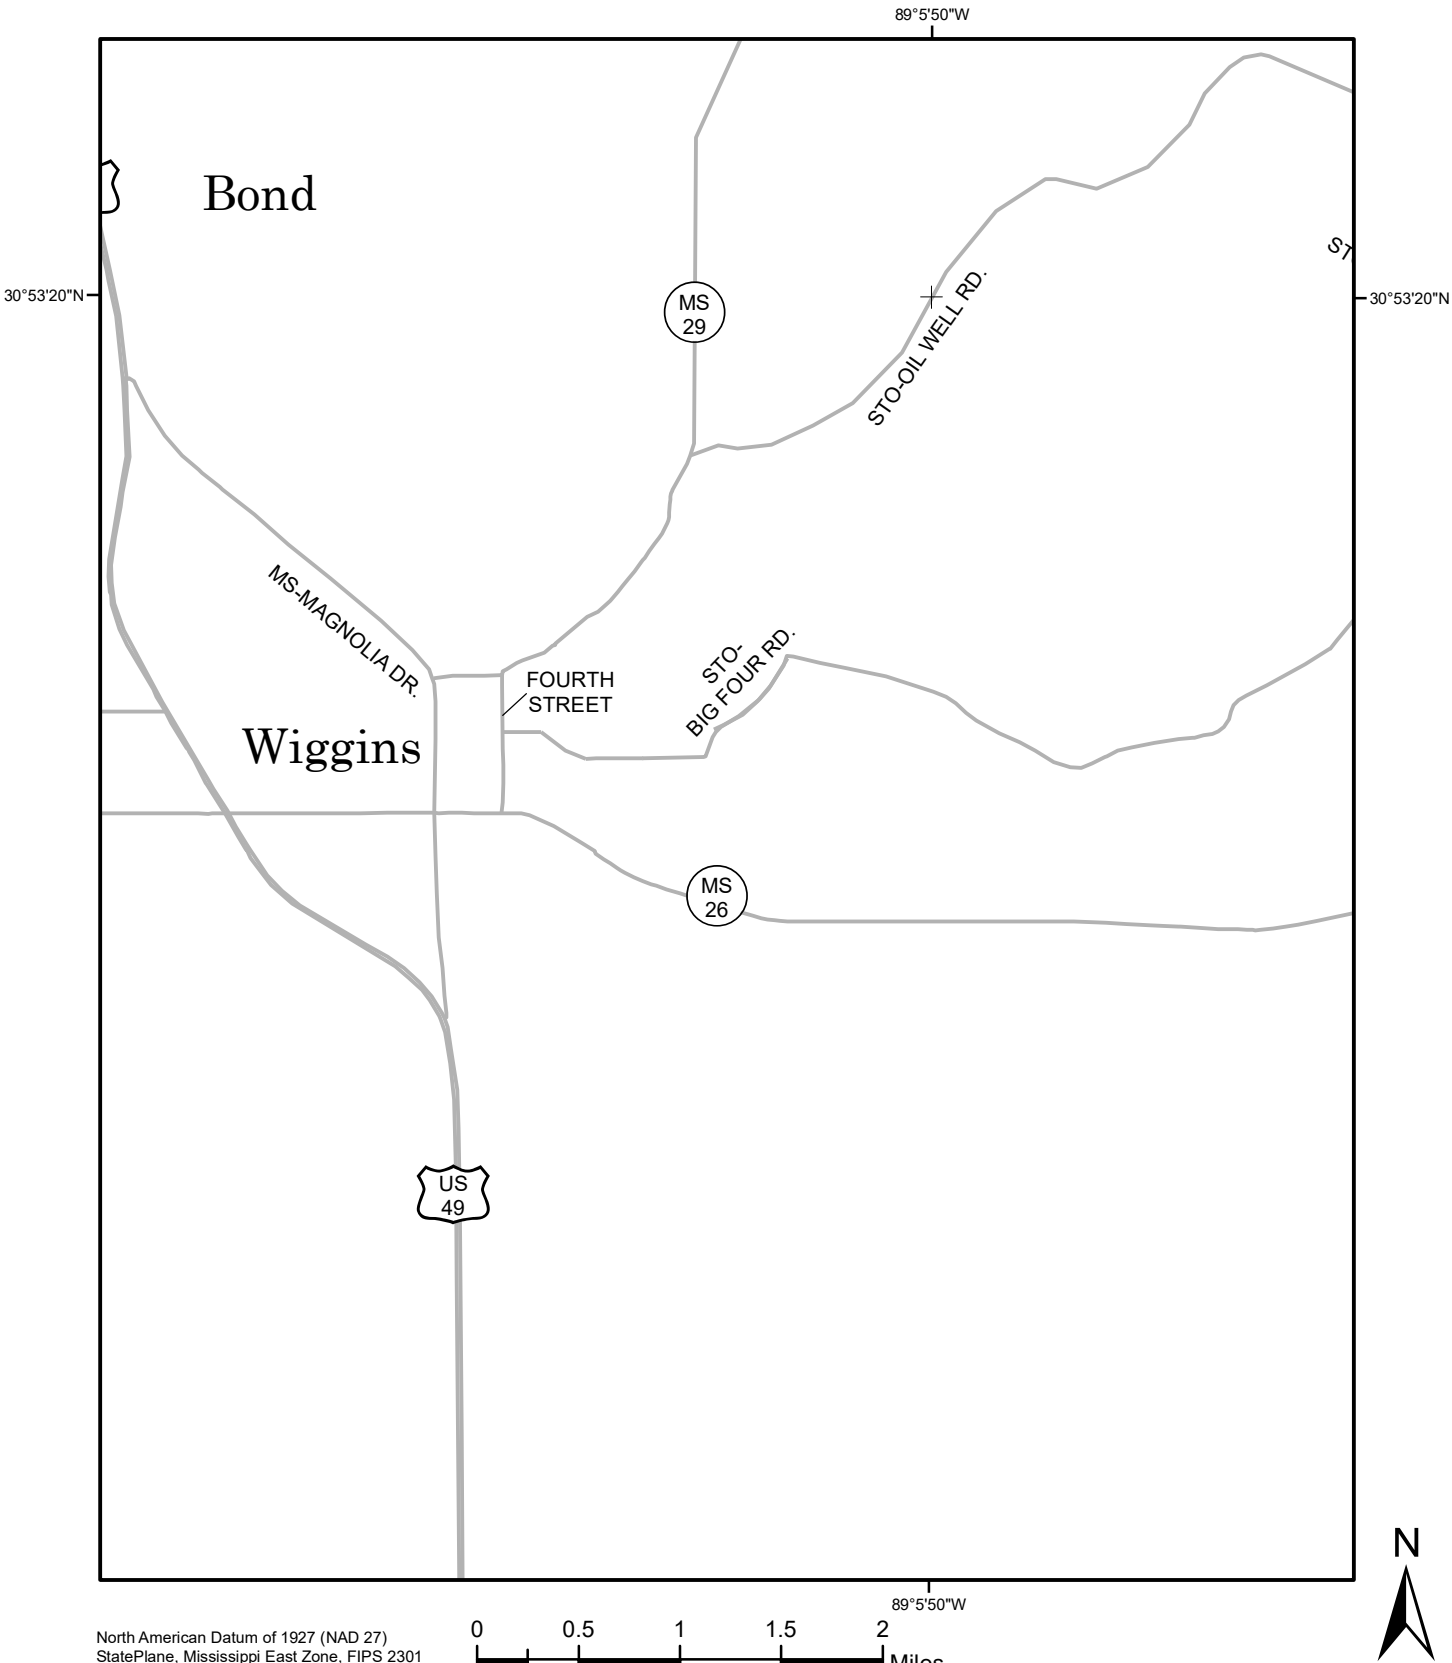 89°5'50"W
Bond
ST
30°53'20"N
30°53'20"N
MS
29
STO-OIL WELL RD.
MS-MAGNOLIA DR.
STO-
BIG FOUR RD.
FOURTH
STREET
Wiggins
MS
26
US
49
N
89°5'50"W
0 0.5 1 1.5 2
Miles
North American Datum of 1927 (NAD 27)
StatePlane, Mississippi East Zone, FIPS 2301